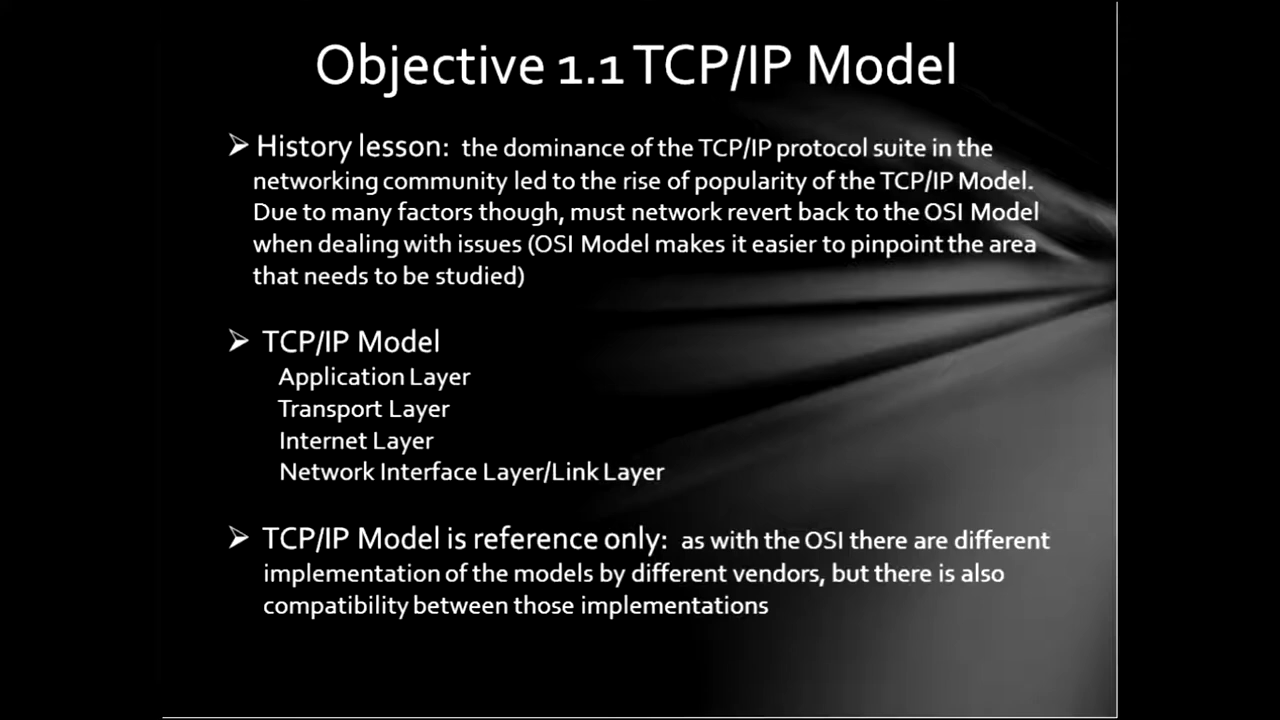 Objective 1.1 TCP/IP Model
➢ History lesson: the dominance of the TCP/IP protocol suite in the
networking community led to the rise of popularity of the TCP/IP Model.
Due to many factors though, must network revert back to the OSI Model
when dealing with issues (OSI Model makes it easier to pinpoint the area
that needs to be studied)
➢ TCP/IP Model
Application Layer
Transport Layer
Internet Layer
Network Interface Layer/Link Layer
➢ TCP/IP Model is reference only: as with the OSI there are different
implementation of the models by different vendors, but there is also
compatibility between those implementations